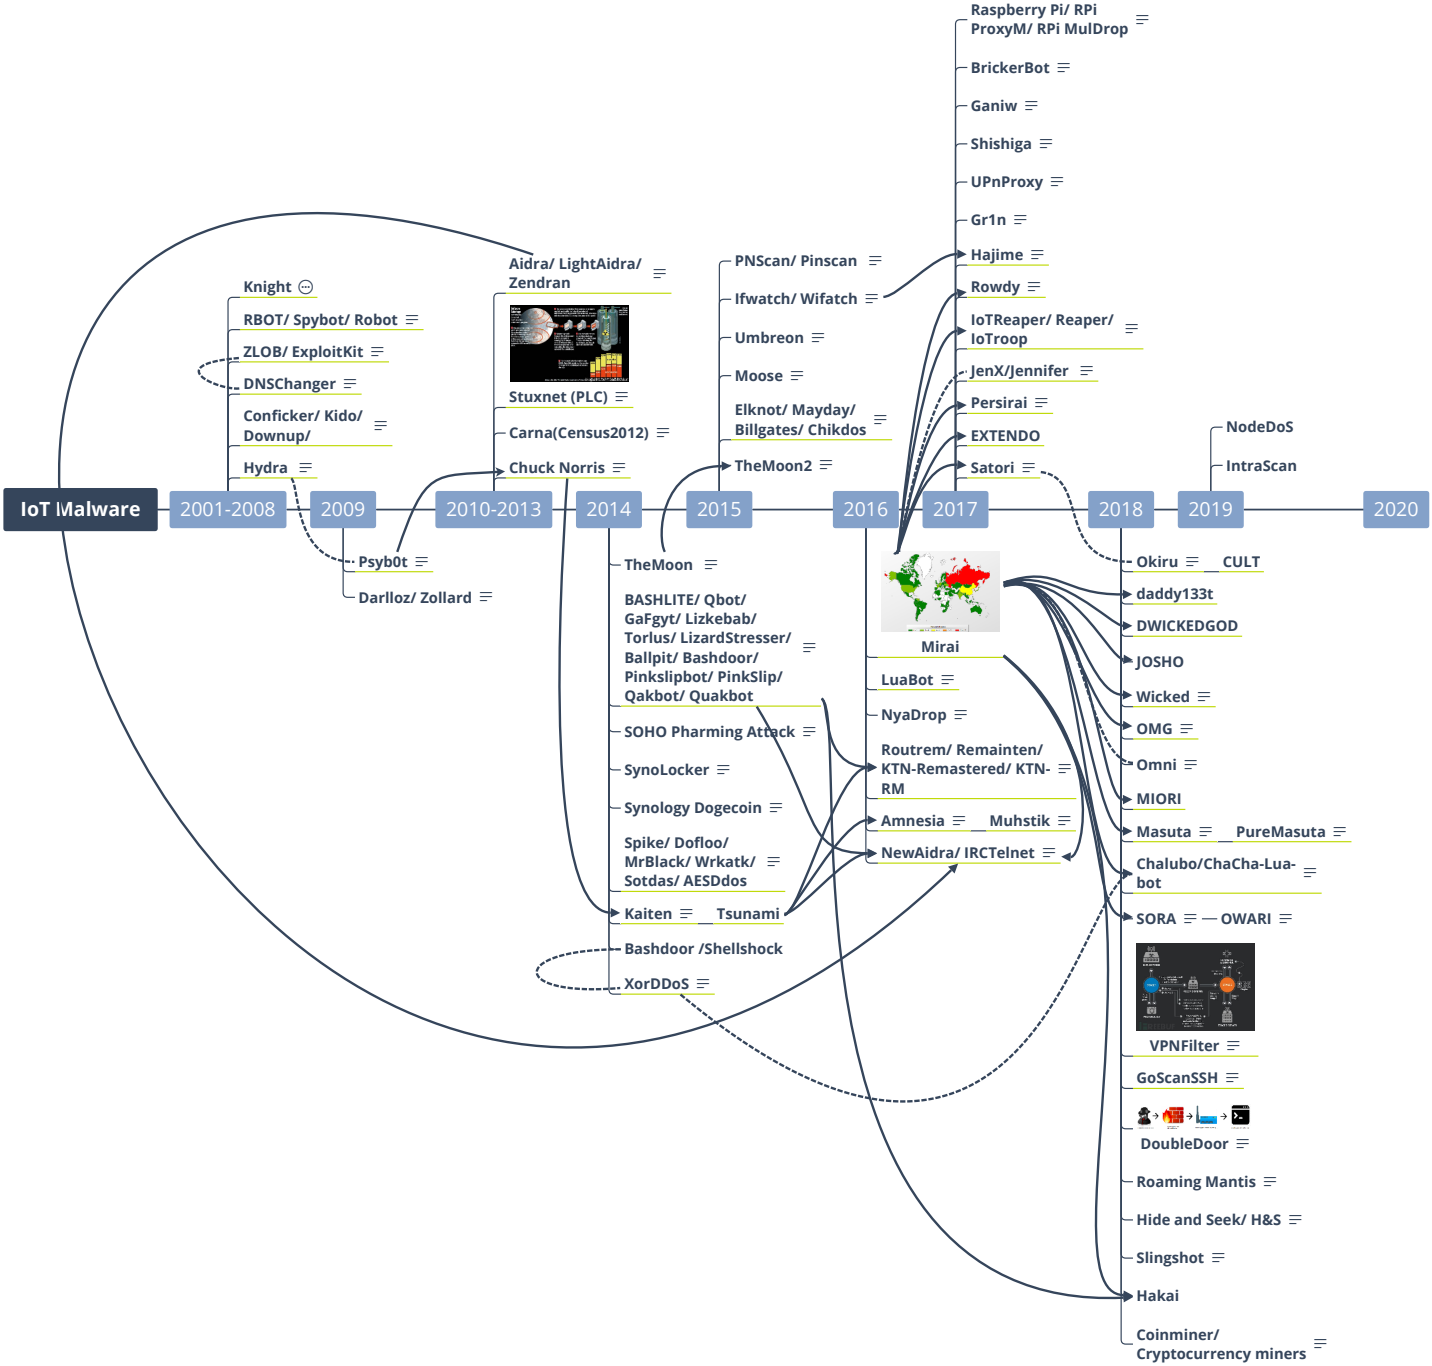 IoT Malware
2001-2008
Knight
RBOT/ Spybot/ Robot
ZLOB/ ExploitKit
DNSChanger
Conficker/ Kido/
Downup/
Hydra
2009
Psyb0t
Darlloz/ Zollard
2010-2013
Aidra/ LightAidra/
Zendran
Stuxnet (PLC)
Carna(Census2012)
Chuck Norris
2014
TheMoon
BASHLITE/ Qbot/
GaFgyt/ Lizkebab/
Torlus/ LizardStresser/
Ballpit/ Bashdoor/
Pinkslipbot/ PinkSlip/
Qakbot/ Quakbot
SOHO Pharming Attack
SynoLocker
Synology Dogecoin
Spike/ Dofloo/
MrBlack/ Wrkatk/
Sotdas/ AESDdos
Kaiten
Tsunami
Bashdoor /Shellshock
XorDDoS
2015
PNScan/ Pinscan
Ifwatch/ Wifatch
Umbreon
Moose
Elknot/ Mayday/
Billgates/ Chikdos
TheMoon2
2016
Mirai
LuaBot
NyaDrop
Routrem/ Remainten/
KTN-Remastered/ KTN-
RM
Amnesia
Muhstik
NewAidra/ IRCTelnet
2017
Raspberry Pi/ RPi
ProxyM/ RPi MulDrop
BrickerBot
Ganiw
Shishiga
UPnProxy
Gr1n
Hajime
Rowdy
IoTReaper/ Reaper/
IoTroop
JenX/Jennifer
Persirai
EXTENDO
Satori
2018
Okiru
CULT
daddy133t
DWICKEDGOD
JOSHO
Wicked
OMG
Omni
MIORI
Masuta
PureMasuta
Chalubo/ChaCha-Lua-
bot
SORA
OWARI
VPNFilter
GoScanSSH
DoubleDoor
Roaming Mantis
Hide and Seek/ H&S
Slingshot
Hakai
Coinminer/
Cryptocurrency miners
2019
NodeDoS
IntraScan
2020